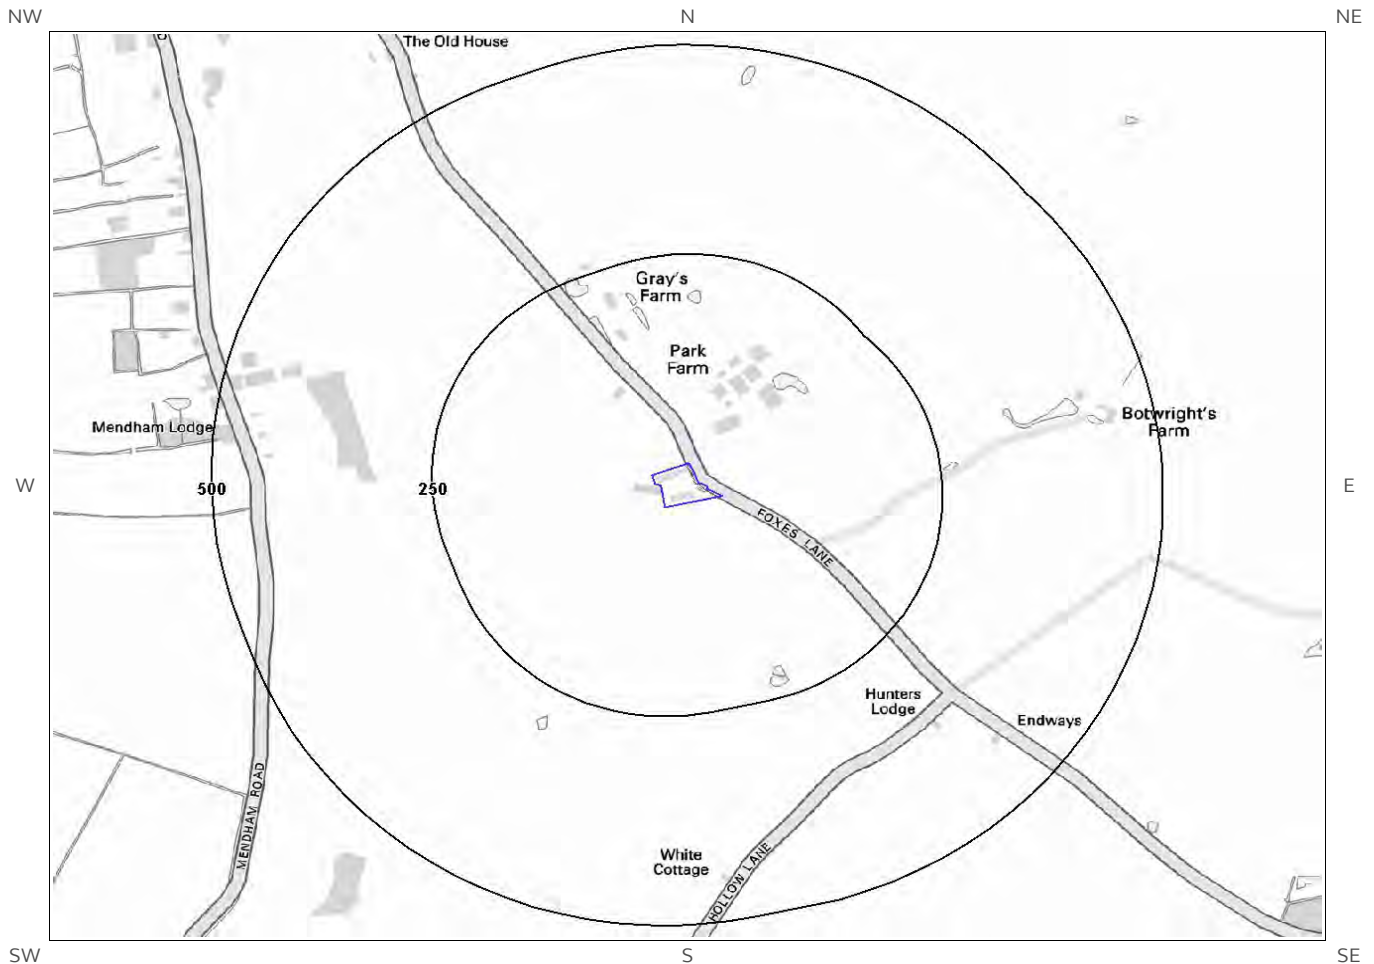 NW
N
NE
The Old House
Gray's
Farm
Park
Farm
Botwright's
Farm
Mendham Lodge
W
500
250
E
FOXES LANE
Hunters
Lodge
Endways
MENDHAM ROAD
White
Cottage
HOLLOW LANE
SW
S
SE